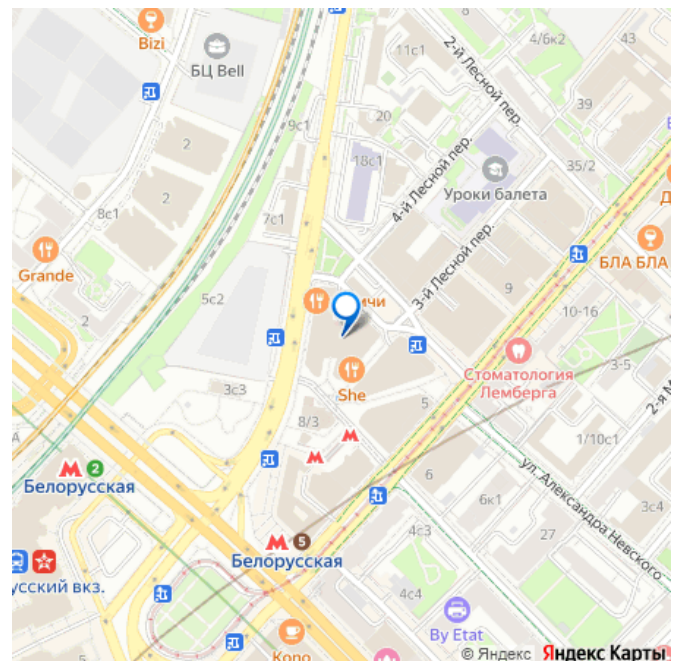 Bizi
БЦ Bell
11с1
2-й Лесной пер.
4/6к2
43
39
20
9с1
2
18с1
4-й Лесной пер.
Уроки балета
35/2
2
8с1
7с1
3-й Лесной пер.
БЛА БЛА
Grande
5с2
9
10-16
2
3с3
She
Стоматология
Лемберга
3-5
8/3
5
1/10с1
2
Белорусская
6
6к1
ул. Александра Невского
3с4
5
Белорусская
4с3
27
усский вкз.
4с4
By Etat
© Яндекс Яндекс Карты